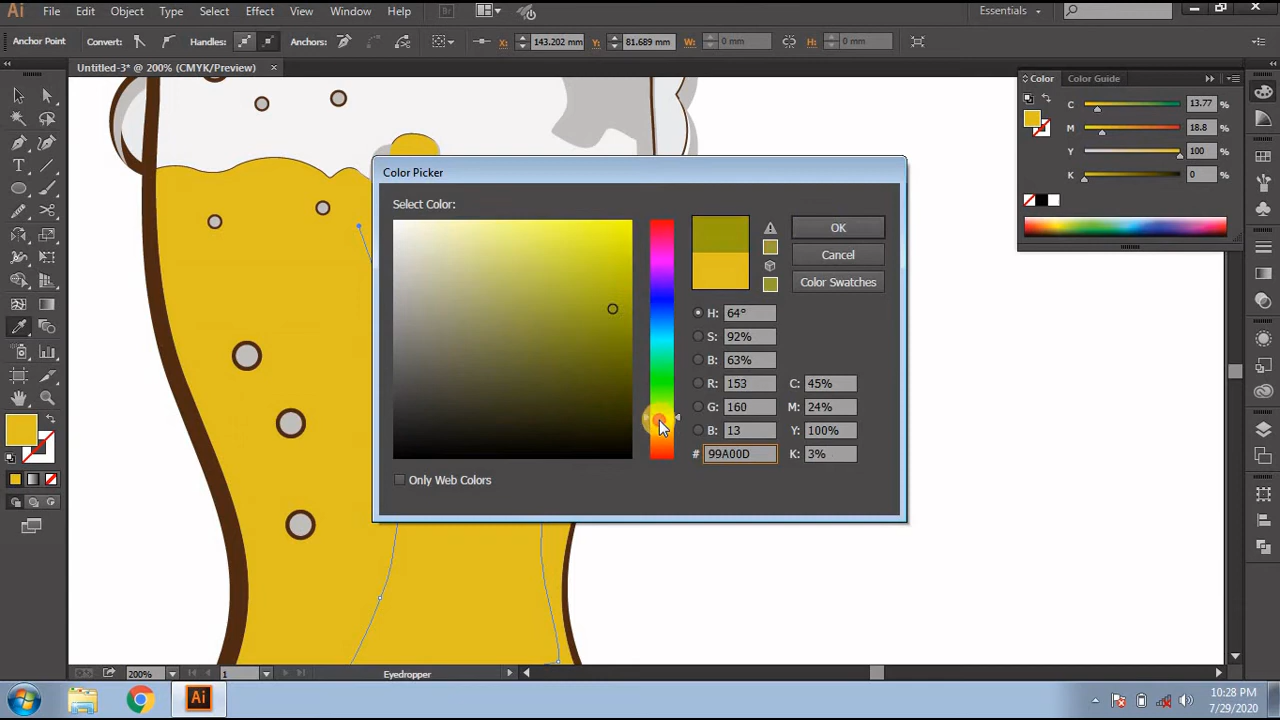 Ai File Edit Object Type Select Effect View Window Help Br Essentials
Anchor Point Convert: Handles: Anchors: X: 143.202 mm Y: 81.689 mm W: 0 mm H: 0 mm
Untitled-3* @ 200% (CMYK/Preview) ×
Color Color Guide
C 13.77 %
M 18.8 %
Y 100 %
K 0 %
Color Picker
Select Color:
OK
Cancel
Color Swatches
H: 64°
S: 92%
B: 63%
R: 153 C: 45%
G: 160 M: 24%
B: 13 Y: 100%
# 99A00D K: 3%
Only Web Colors
200% 1 Eyedropper
Ai 10:28 PM
7/29/2020